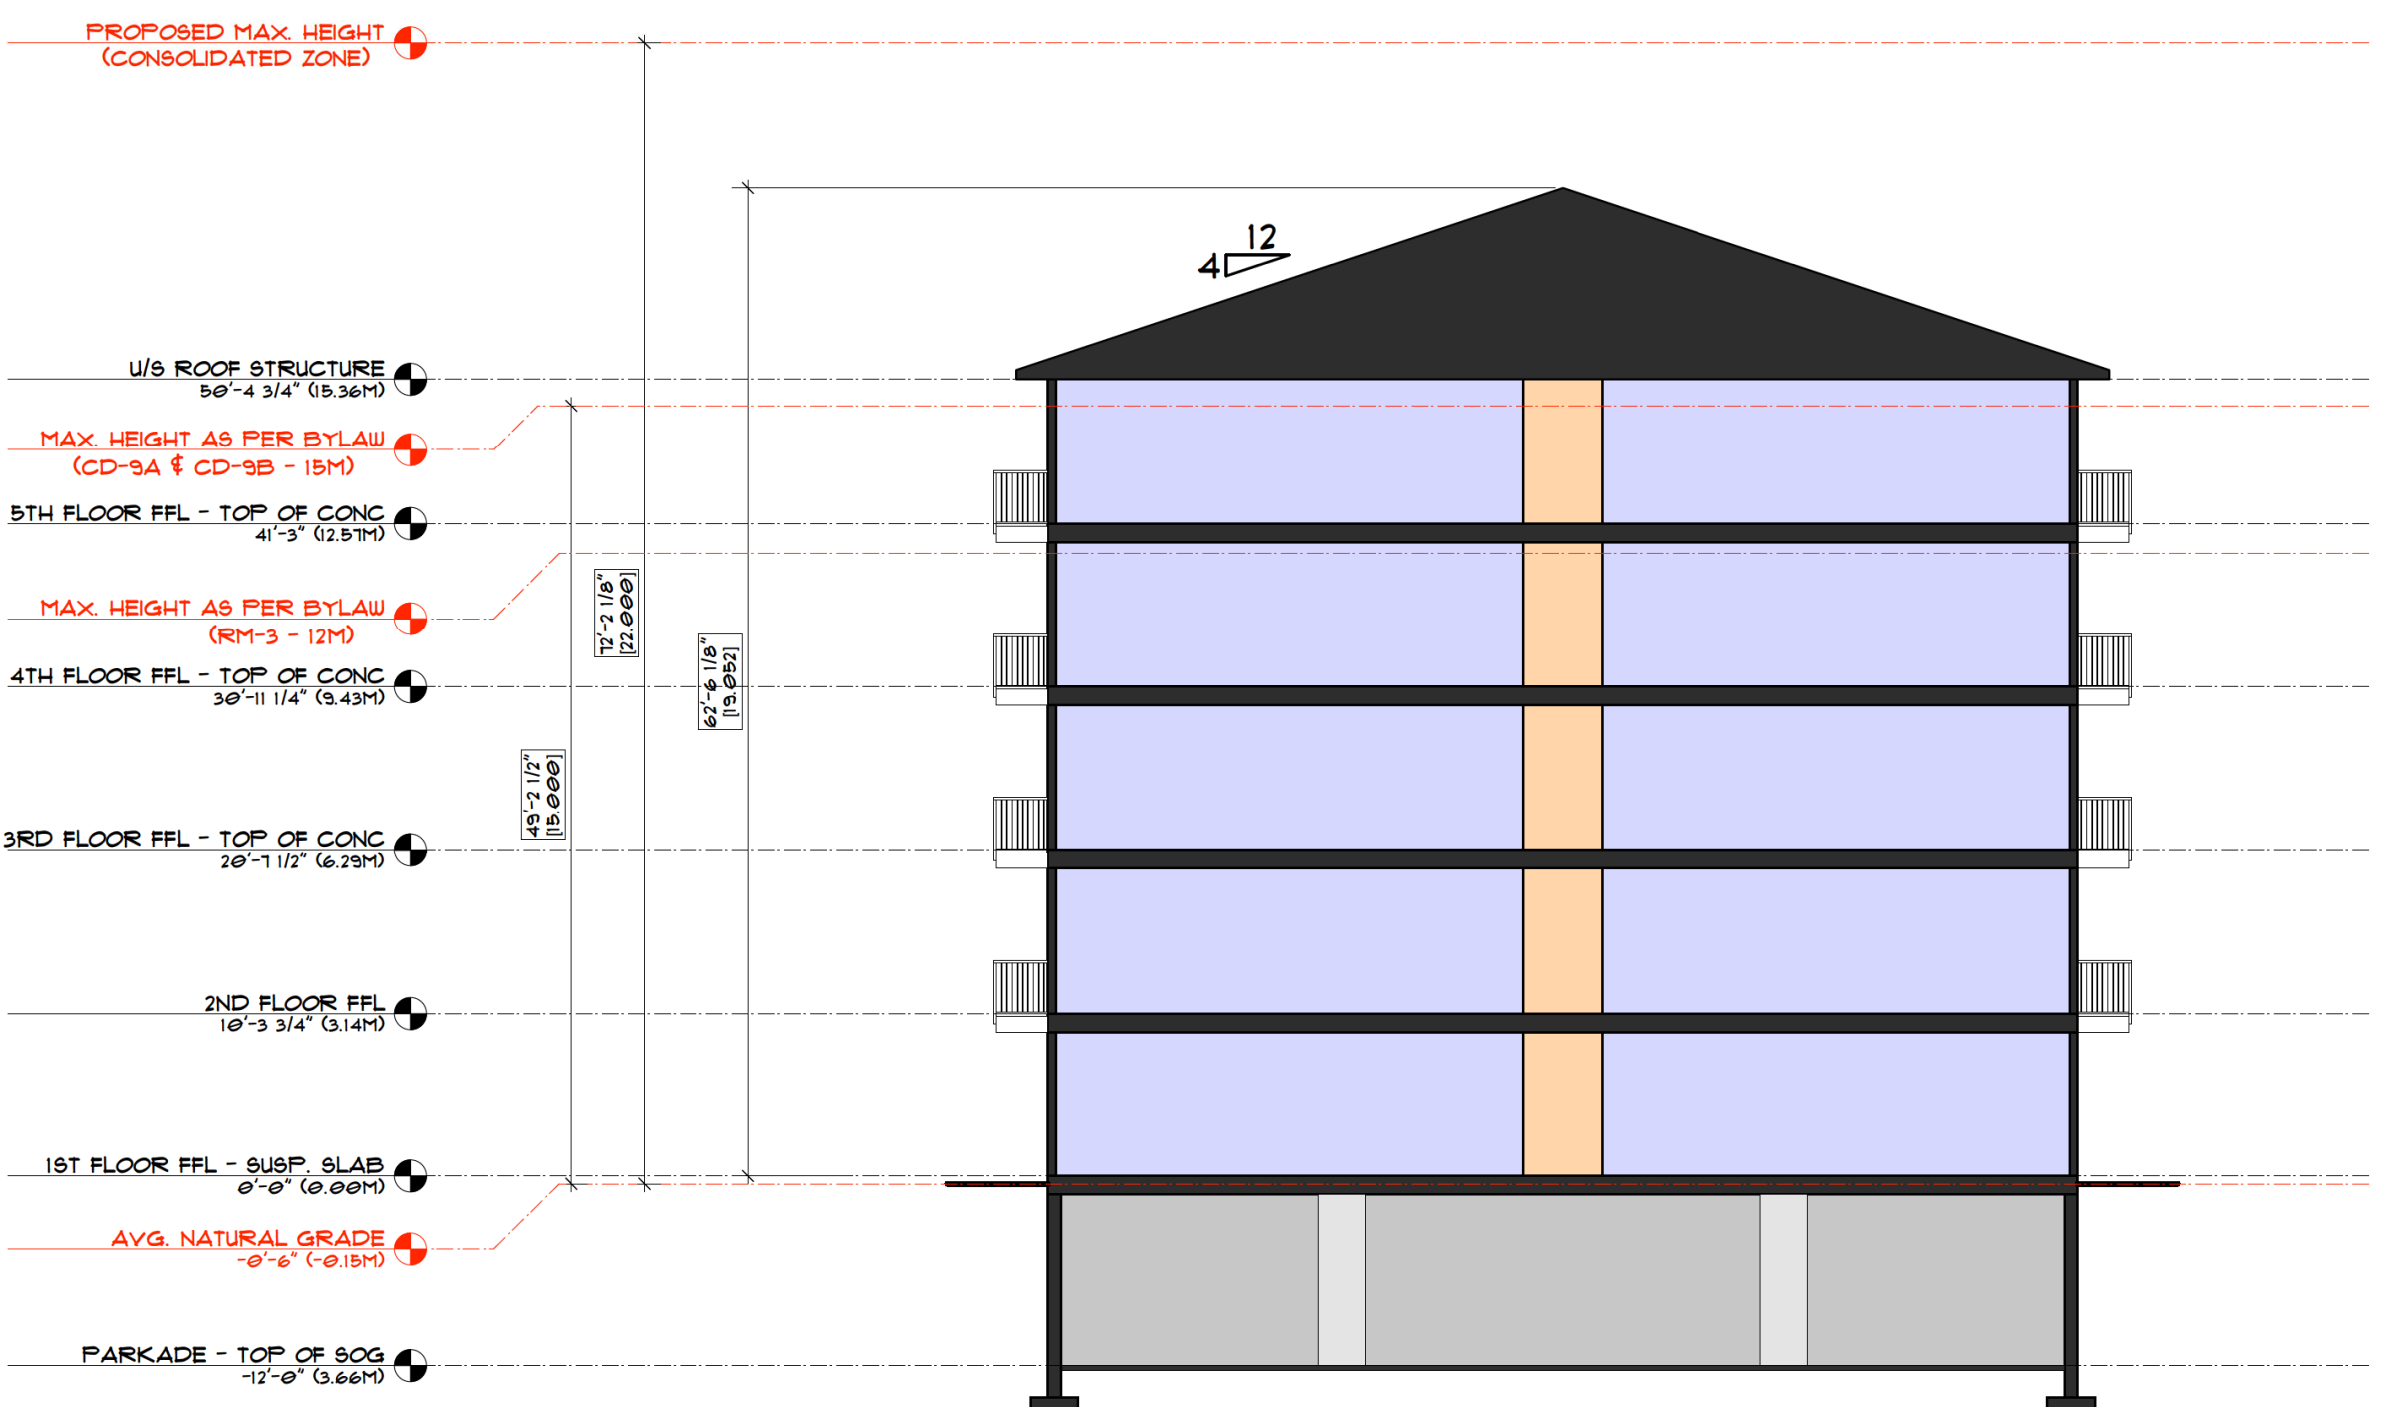 PROPOSED MAX. HEIGHT
(CONSOLIDATED ZONE)
12
4
U/S ROOF STRUCTURE
50'-4 3/4" (15.36M)
MAX. HEIGHT AS PER BYLAW
(CD-9A & CD-9B - 15M)
5TH FLOOR FFL - TOP OF CONC
41'-3" (12.57M)
MAX. HEIGHT AS PER BYLAW
(RM-3 - 12M)
72'-2 1/8"
[22.000]
62'-6 1/8"
[19.052]
4TH FLOOR FFL - TOP OF CONC
30'-11 1/4" (9.43M)
49'-2 1/2"
[15.000]
3RD FLOOR FFL - TOP OF CONC
20'-7 1/2" (6.29M)
2ND FLOOR FFL
10'-3 3/4" (3.14M)
1ST FLOOR FFL - SUSP. SLAB
0'-0" (0.00M)
AVG. NATURAL GRADE
-0'-6" (-0.15M)
PARKADE - TOP OF SOG
-12'-0" (3.66M)